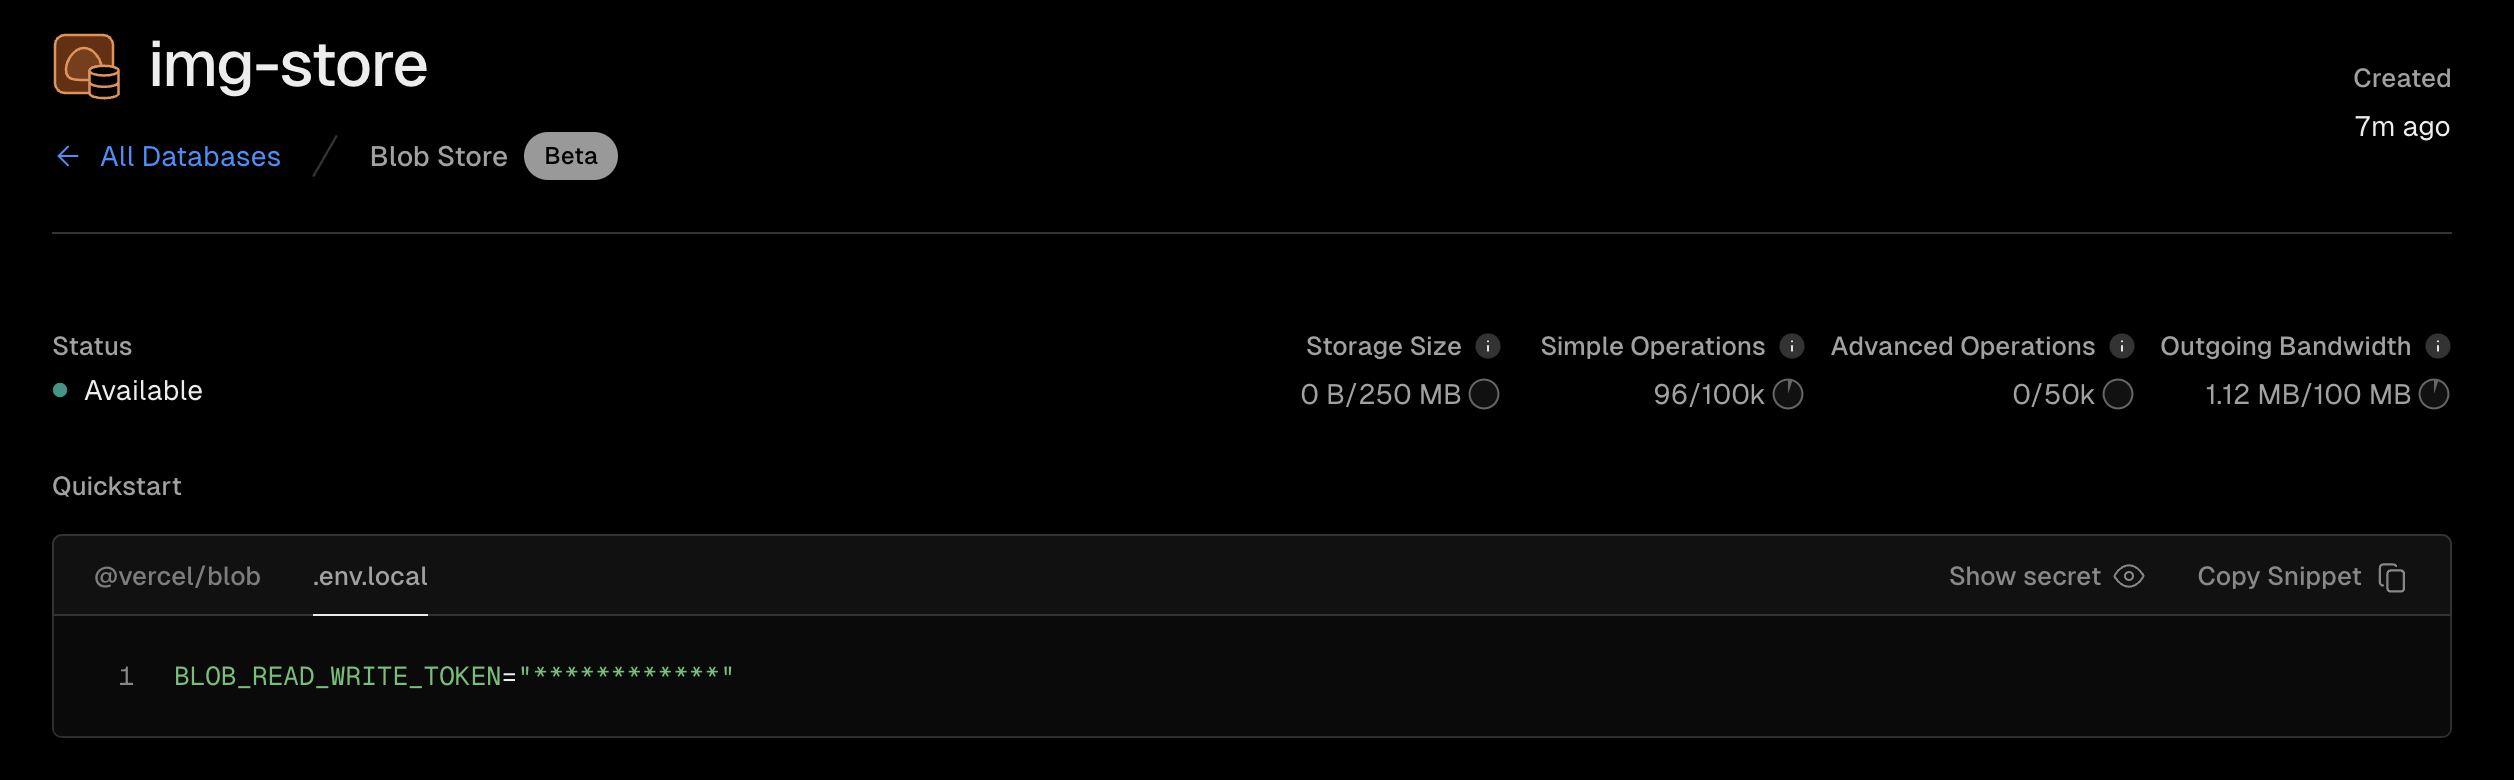 img-store
Created
7m ago
← All Databases / Blob Store Beta
Status
Available
Storage Size Simple Operations Advanced Operations Outgoing Bandwidth
0 B/250 MB 96/100k 0/50k 1.12 MB/100 MB
Quickstart
@vercel/blob .env.local Show secret Copy Snippet
1 BLOB_READ_WRITE_TOKEN="************"